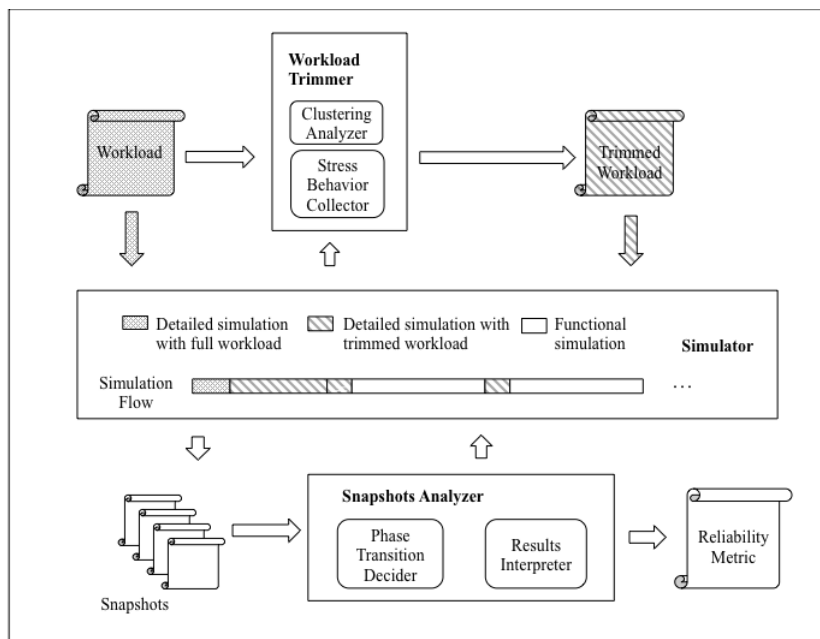 Workload
Trimmer
Clustering
Analyzer
Stress
Behavior
Collector
Workload
Trimmed
Workload
Detailed simulation
with full workload
Detailed simulation with
trimmed workload
Functional
simulation
Simulator
Simulation
Flow
...
Snapshots
Snapshots Analyzer
Phase
Transition
Decider
Results
Interpreter
Reliability
Metric